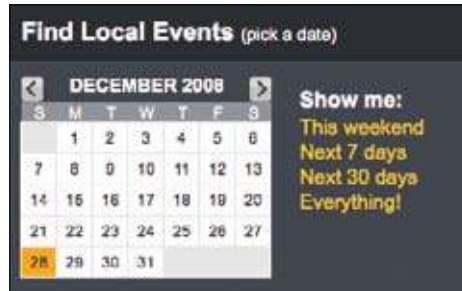 Find Local Events (pick a date)
DECEMBER 2008
S M T W T F S
1 2 3 4 5 6
7 8 9 10 11 12 13
14 15 16 17 18 19 20
21 22 23 24 25 26 27
28 29 30 31
Show me:
This weekend
Next 7 days
Next 30 days
Everything!